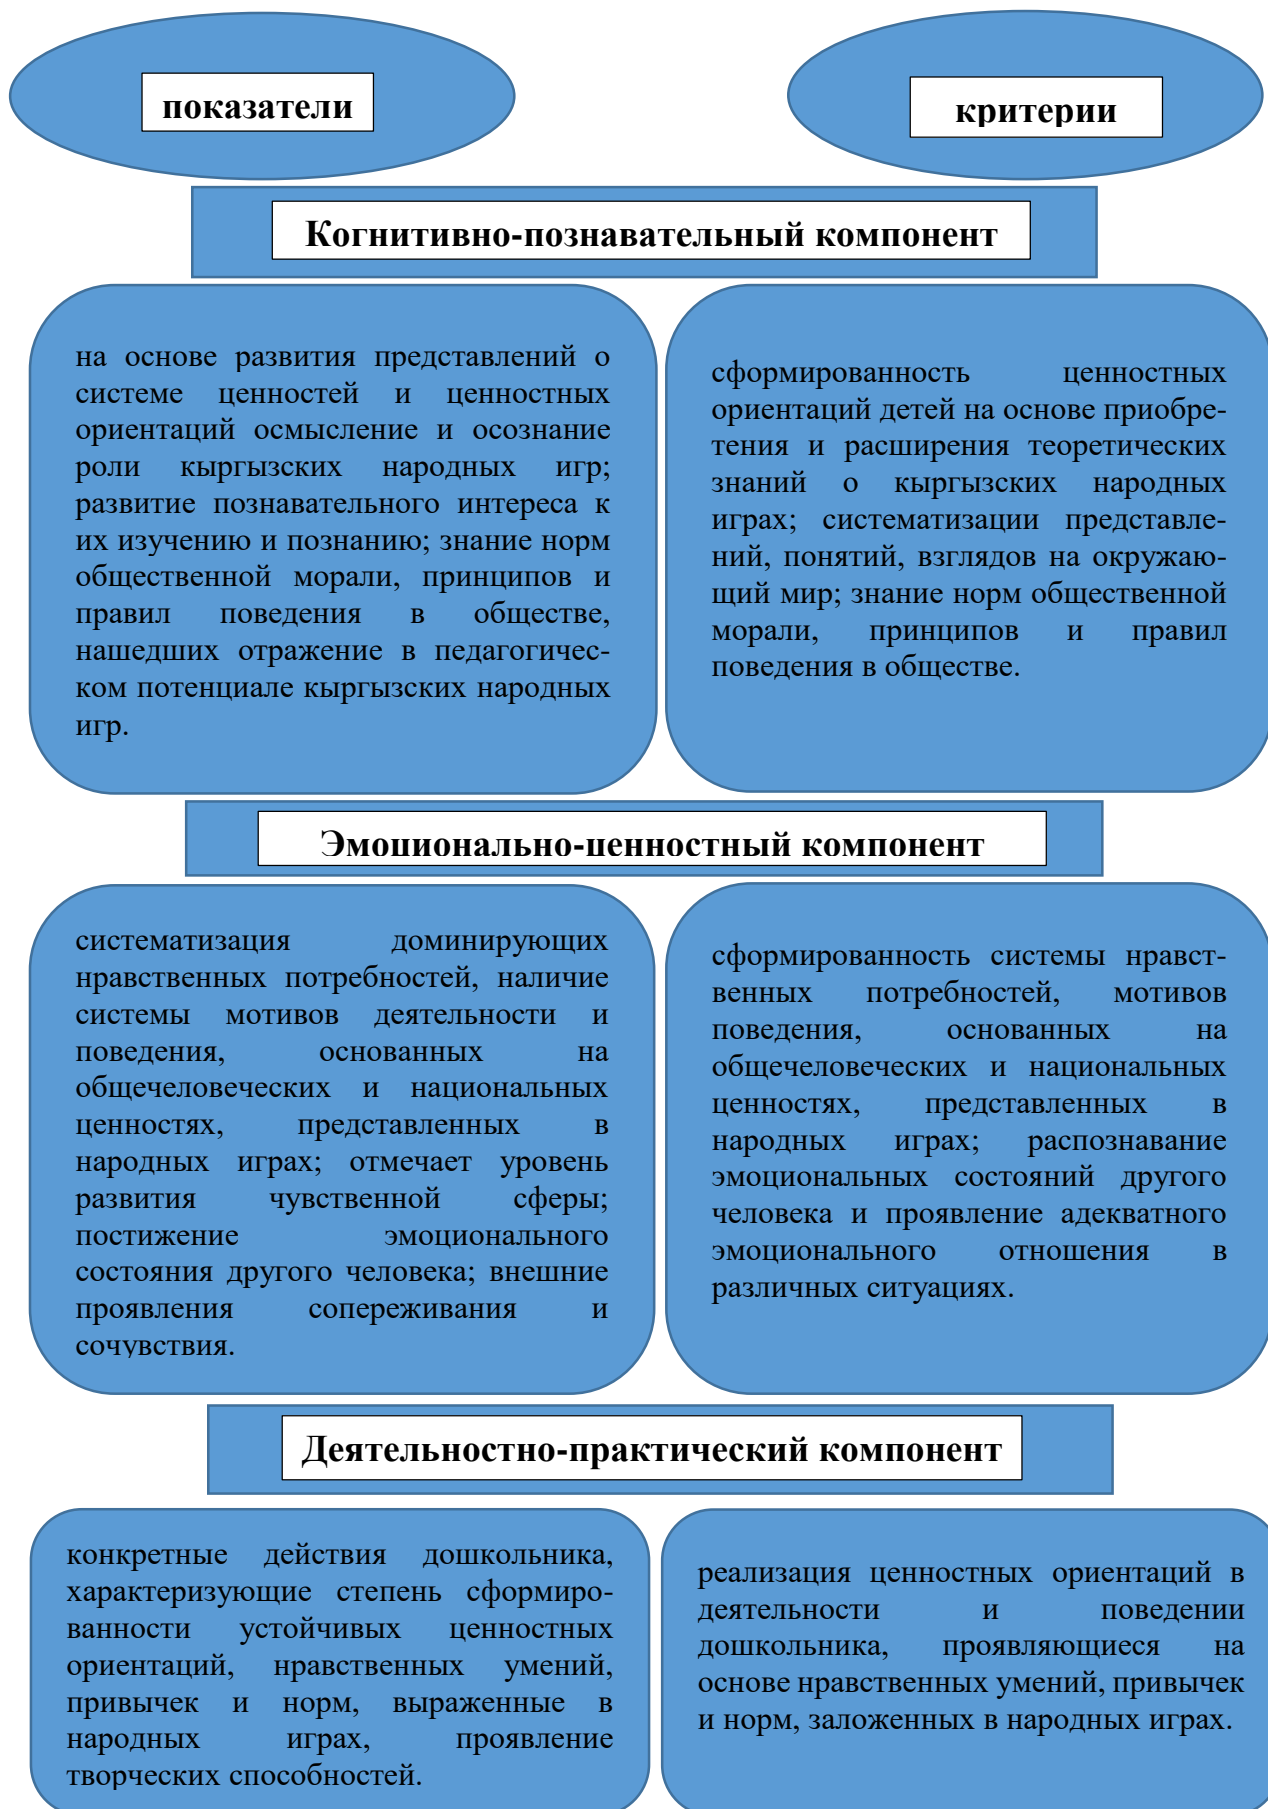 показатели
критерии
Когнитивно-познавательный компонент
на основе развития представлений о
системе ценностей и ценностных
ориентаций осмысление и осознание
роли кыргызских народных игр;
развитие познавательного интереса к
их изучению и познанию; знание норм
общественной морали, принципов и
правил поведения в обществе,
нашедших отражение в педагогичес-
ком потенциале кыргызских народных
игр.
сформированность ценностных
ориентаций детей на основе приобре-
тения и расширения теоретических
знаний о кыргызских народных
играх; систематизации представле-
ний, понятий, взглядов на окружаю-
щий мир; знание норм общественной
морали, принципов и правил
поведения в обществе.
Эмоционально-ценностный компонент
систематизация доминирующих
нравственных потребностей, наличие
системы мотивов деятельности и
поведения, основанных на
общечеловеческих и национальных
ценностях, представленных в
народных играх; отмечает уровень
развития чувственной сферы;
постижение эмоционального
состояния другого человека; внешние
проявления сопереживания и
сочувствия.
сформированность системы нравст-
венных потребностей, мотивов
поведения, основанных на
общечеловеческих и национальных
ценностях, представленных в
народных играх; распознавание
эмоциональных состояний другого
человека и проявление адекватного
эмоционального отношения в
различных ситуациях.
Деятельностно-практический компонент
конкретные действия дошкольника,
характеризующие степень сформиро-
ванности устойчивых ценностных
ориентаций, нравственных умений,
привычек и норм, выраженные в
народных играх, проявление
творческих способностей.
реализация ценностных ориентаций в
деятельности и поведении
дошкольника, проявляющиеся на
основе нравственных умений, привычек
и норм, заложенных в народных играх.